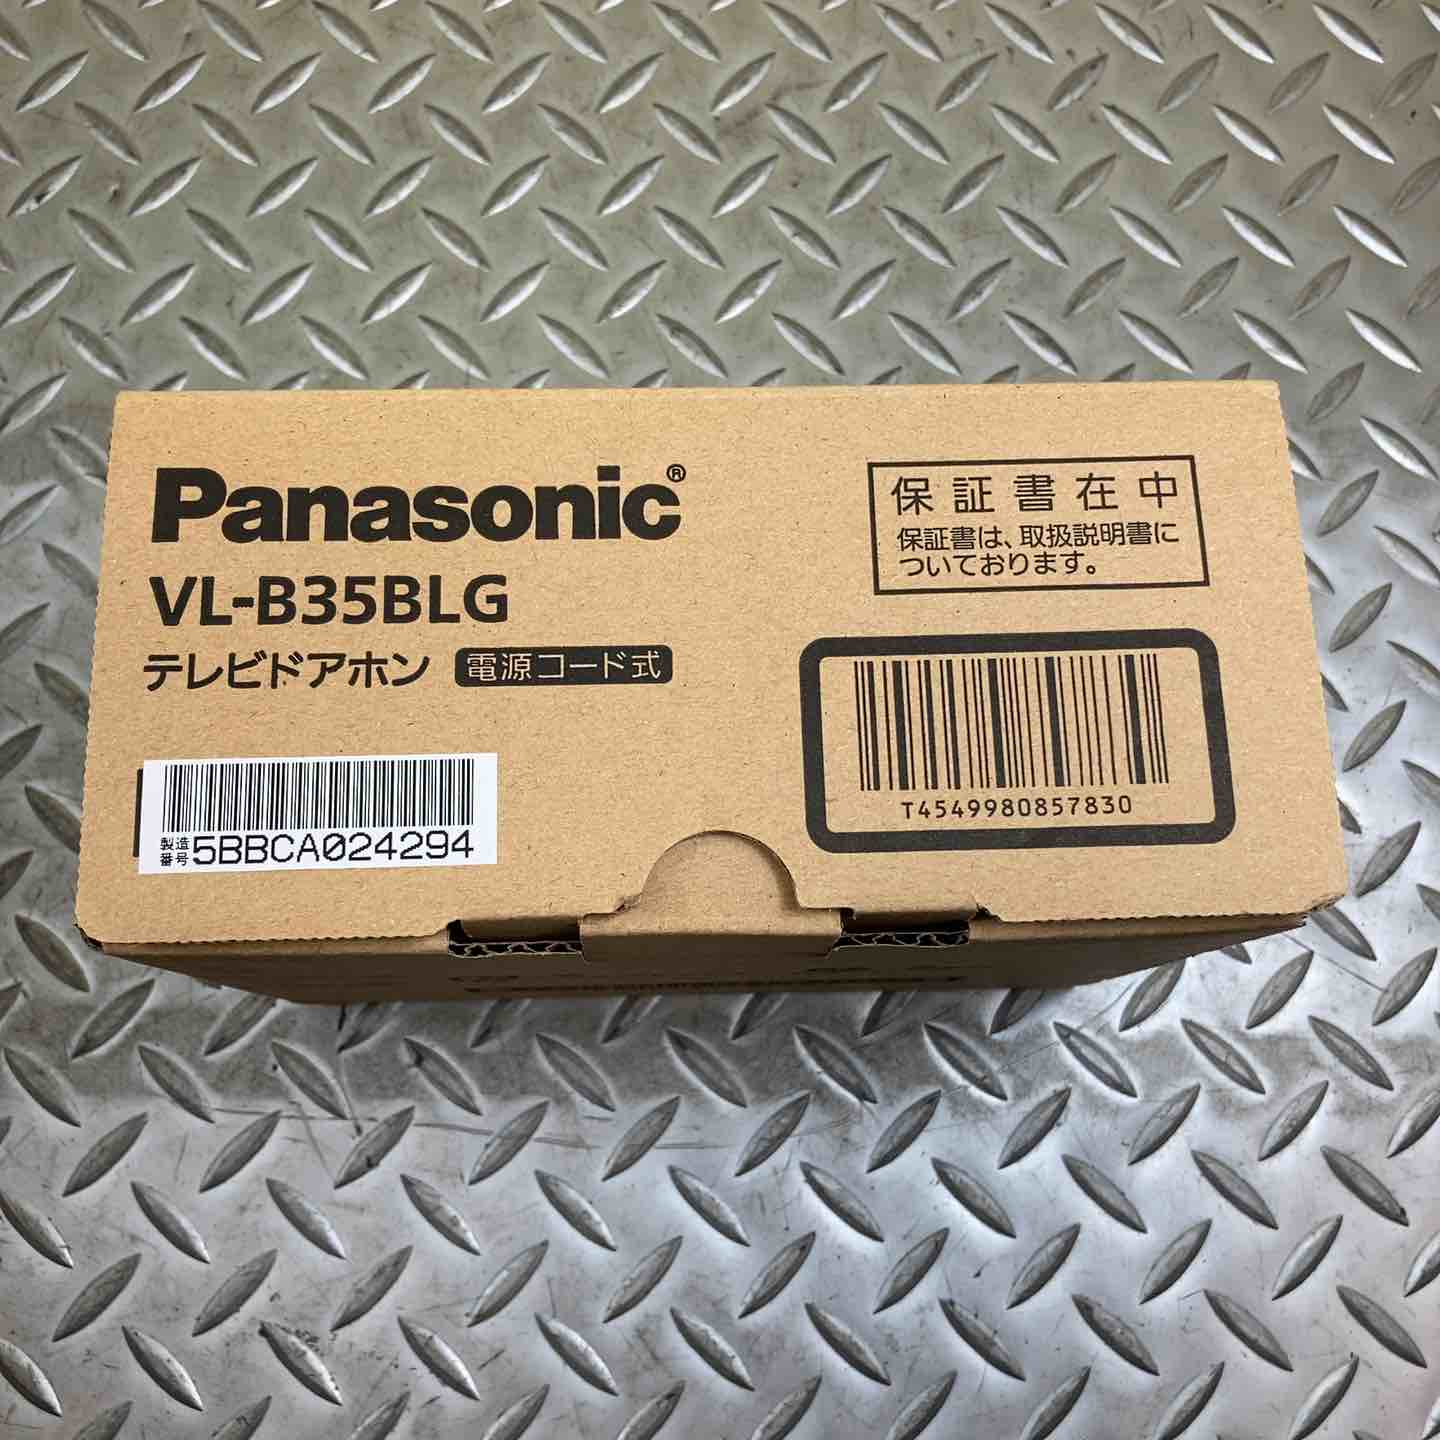 Panasonic®
VL-B35BLG
テレビドアホン 電源コード式
製造番号 5BBCA024294
保証書在中
保証書は、取扱説明書に
ついております。
T4549980857830